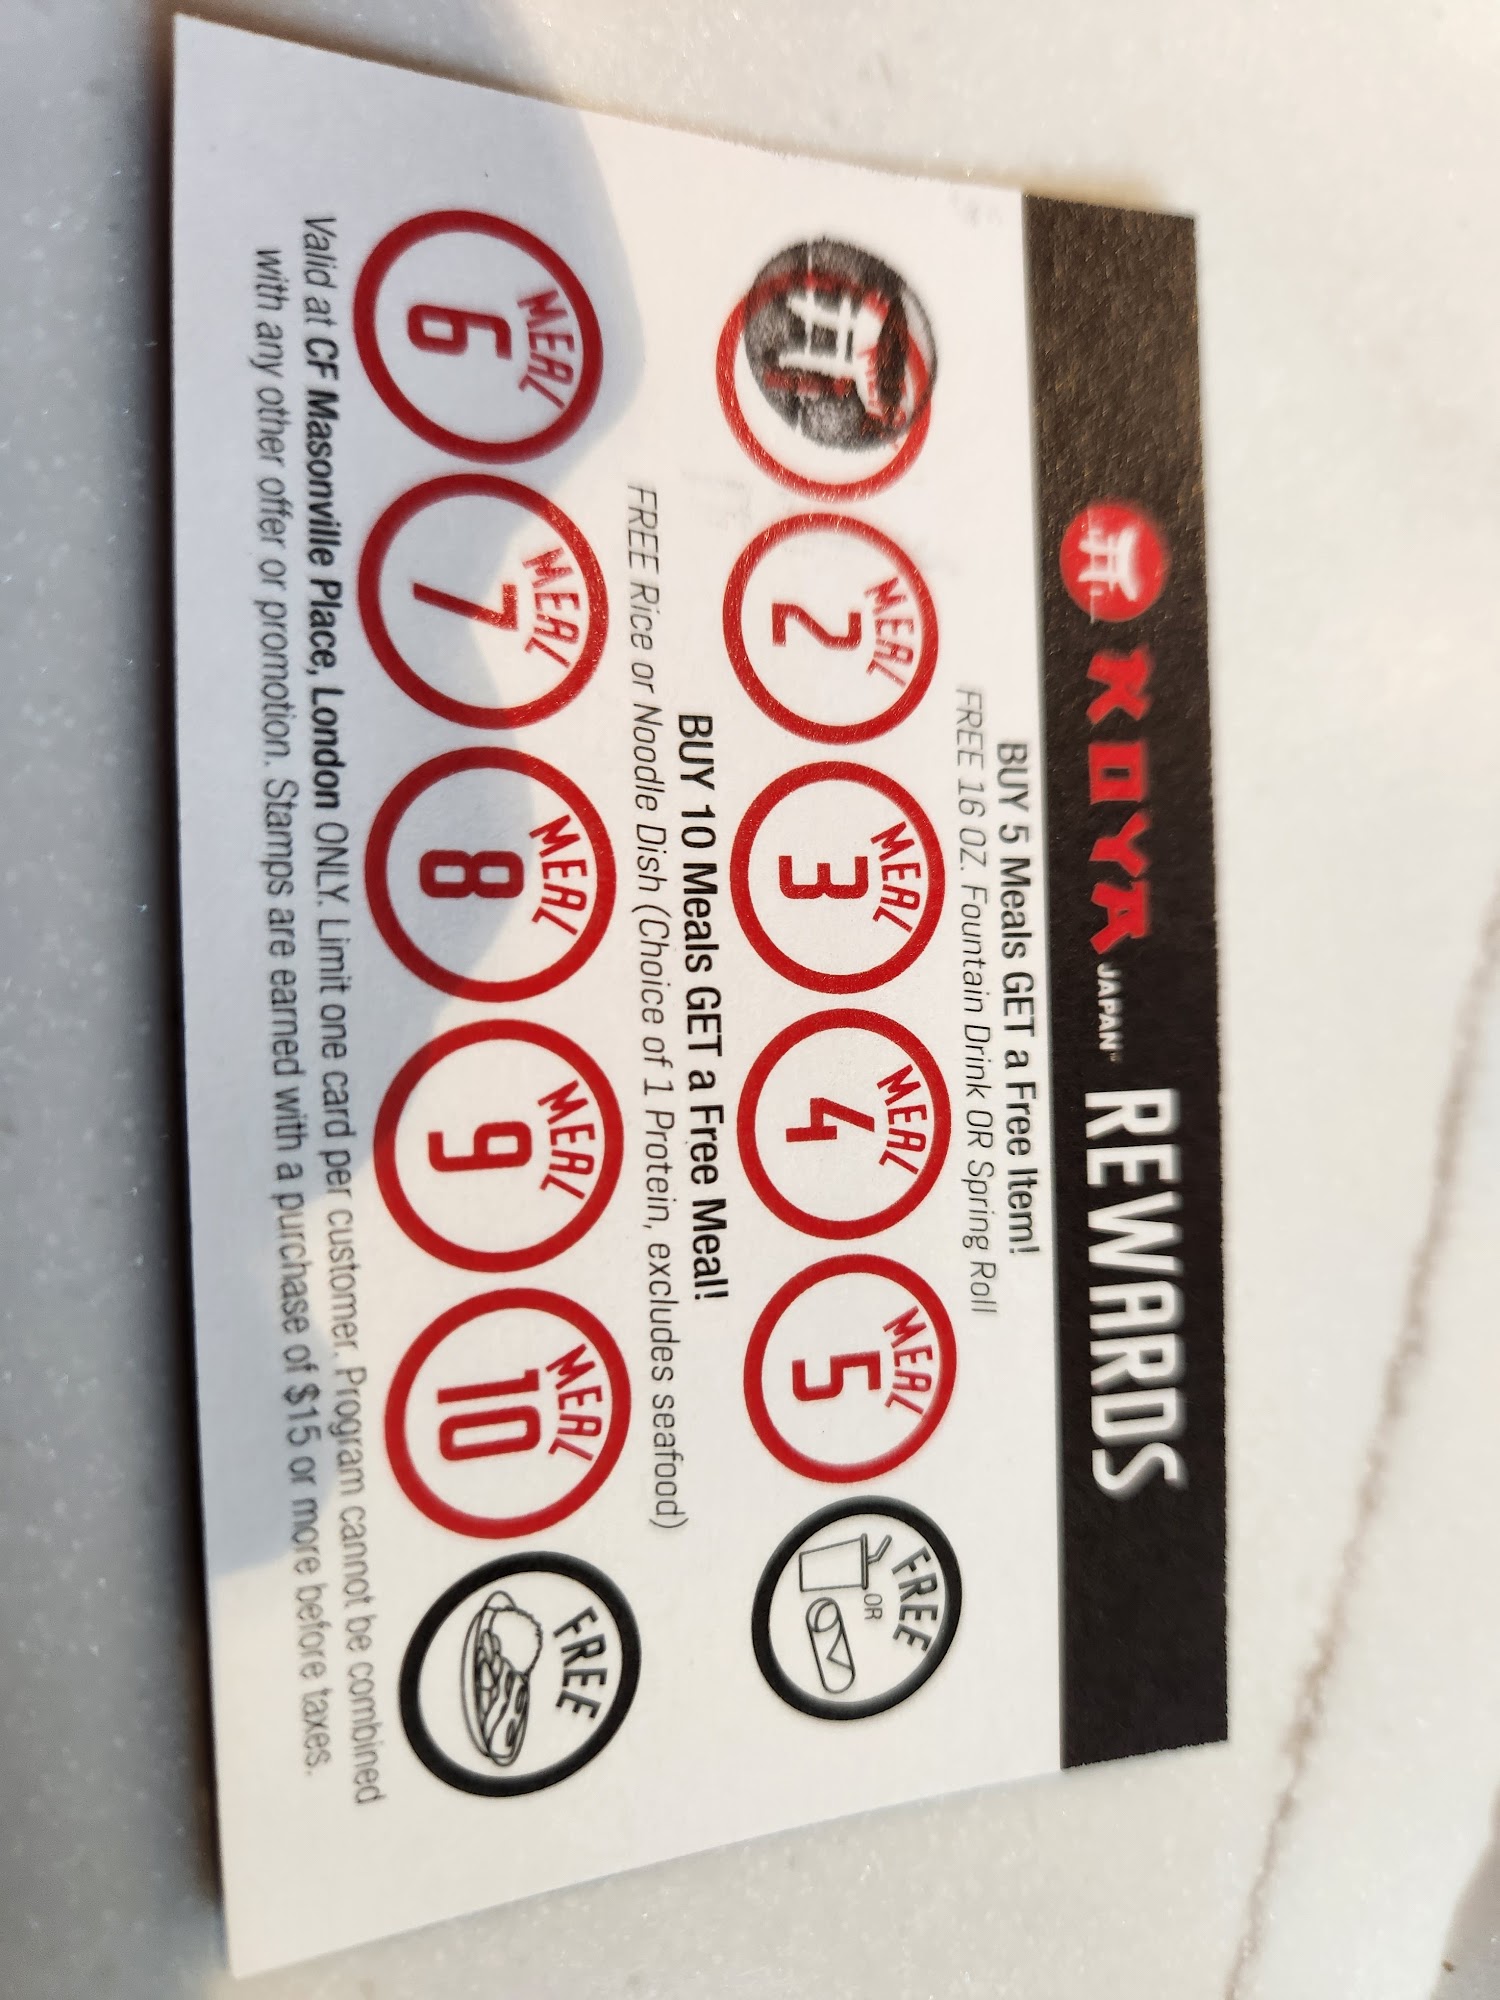 KOYA JAPAN™ REWARDS
BUY 5 Meals GET a Free Item!
FREE 16 OZ. Fountain Drink OR Spring Roll
MEAL 2 MEAL 3 MEAL 4 MEAL 5 FREE OR
BUY 10 Meals GET a Free Meal!
FREE Rice or Noodle Dish (Choice of 1 Protein, excludes seafood)
MEAL 6 MEAL 7 MEAL 8 MEAL 9 MEAL 10 FREE
Valid at CF Masonville Place, London ONLY. Limit one card per customer. Program cannot be combined
with any other offer or promotion. Stamps are earned with a purchase of $15 or more before taxes.